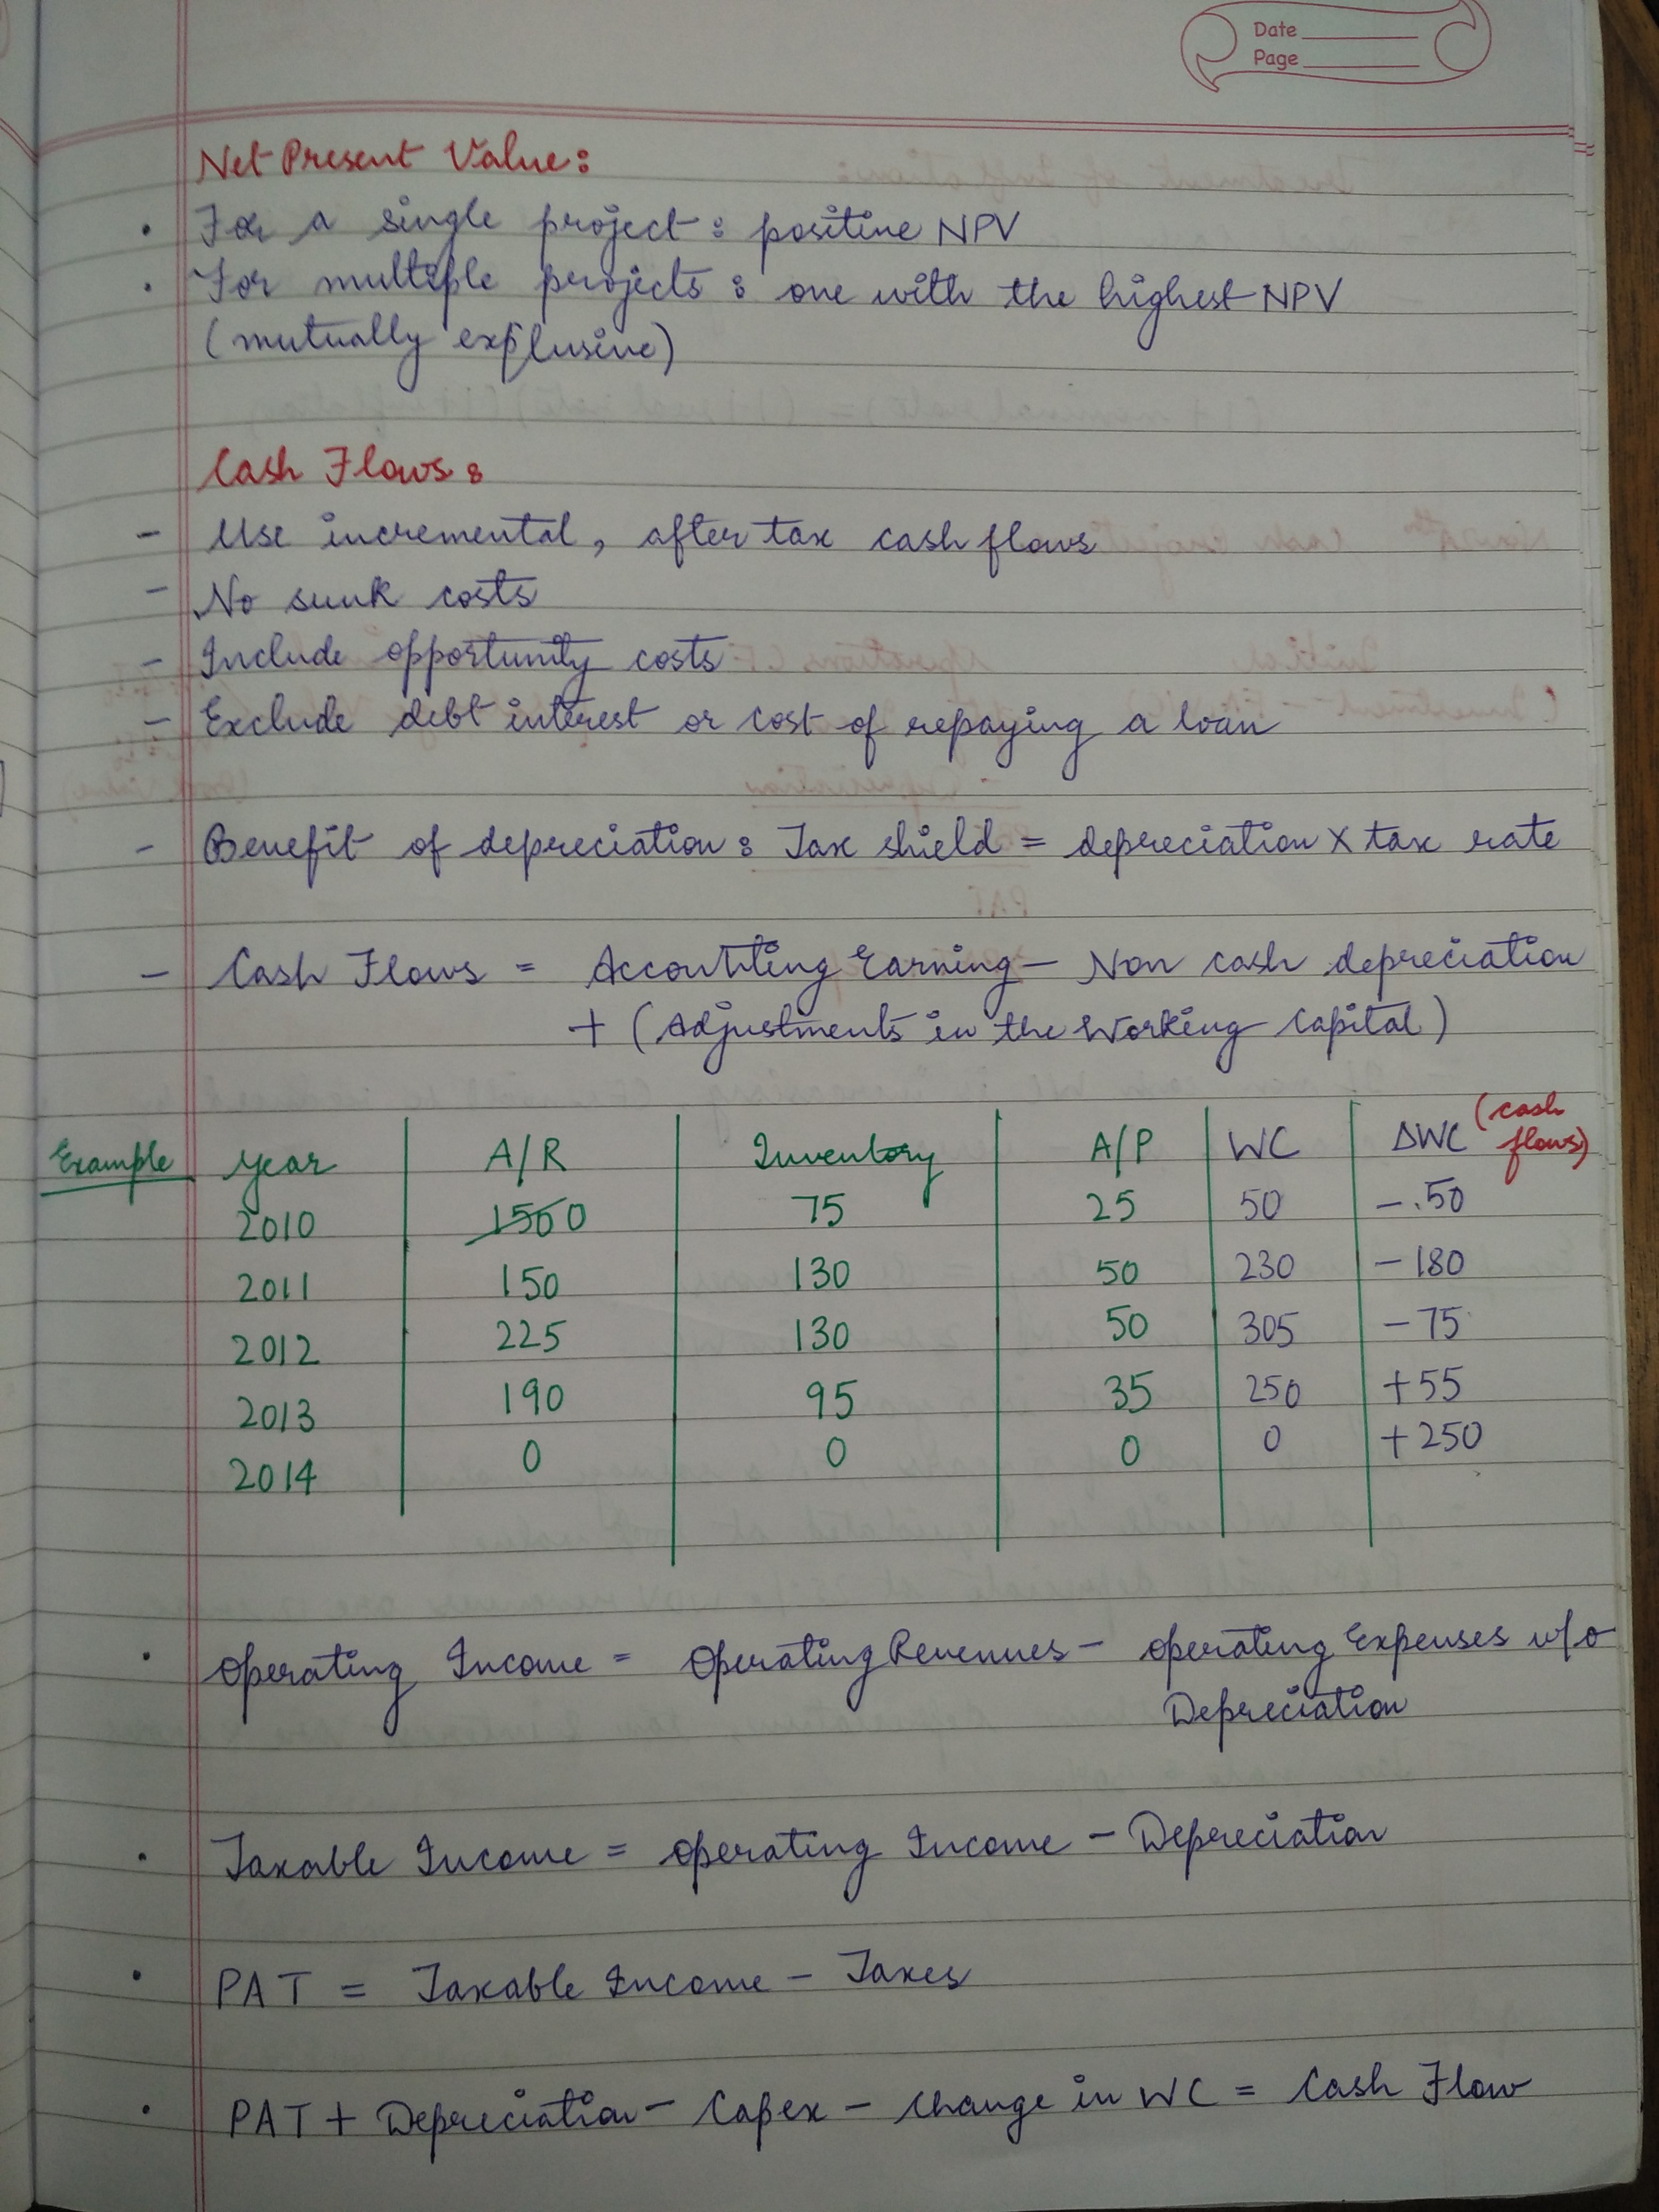 Date
Page
Net Present Value:
• For a single project: positive NPV
• For multiple projects: one with the highest NPV
(mutually explusive)
Cash Flows:
- Use incremental, after tax cash flows
- No sunk costs
- Include opportunity costs
- Exclude debt interest or cost of repaying a loan
- Benefit of depreciation: Tax shield = depreciation X tax rate
- Cash Flows = Accounting Earning - Non cash depreciation
+ (Adjustments in the Working Capital)
Example Year A/R Inventory A/P WC ΔWC (cash flows)
2010 0 75 25 50 -.50
2011 150 130 50 230 -180
2012 225 130 50 305 -75
2013 190 95 35 250 +55
2014 0 0 0 0 +250
• Operating Income = Operating Revenues - Operating Expenses w/o
Depreciation
• Taxable Income = Operating Income - Depreciation
• PAT = Taxable Income - Taxes
• PAT + Depreciation - Capex - Change in WC = Cash Flow